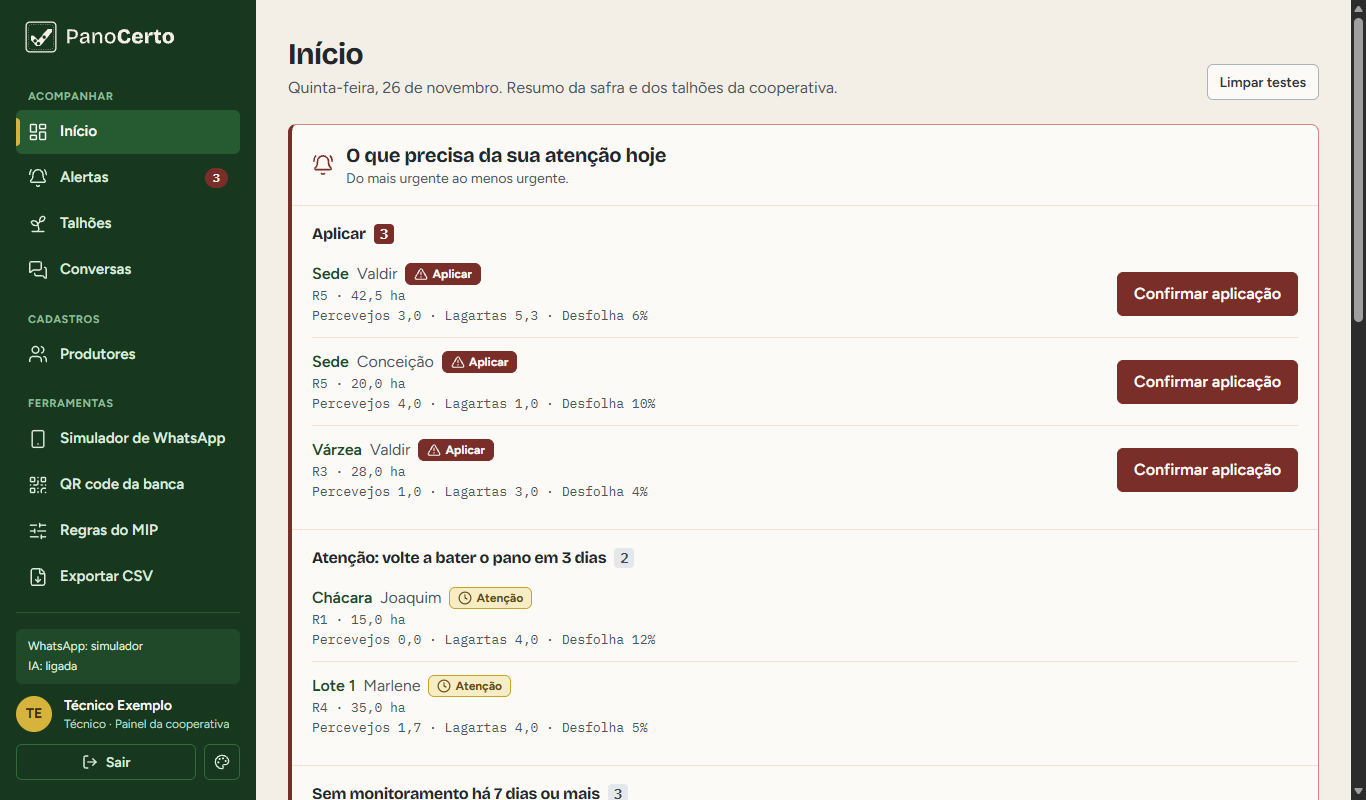 PanoCerto
ACOMPANHAR
Início
Alertas 3
Talhões
Conversas
CADASTROS
Produtores
FERRAMENTAS
Simulador de WhatsApp
QR code da banca
Regras do MIP
Exportar CSV
WhatsApp: simulador
IA: ligada
TE
Técnico Exemplo
Técnico · Painel da cooperativa
Sair
Início
Quinta-feira, 26 de novembro. Resumo da safra e dos talhões da cooperativa.
Limpar testes
O que precisa da sua atenção hoje
Do mais urgente ao menos urgente.
Aplicar 3
Sede Valdir Aplicar
R5 · 42,5 ha
Percevejos 3,0 · Lagartas 5,3 · Desfolha 6%
Confirmar aplicação
Sede Conceição Aplicar
R5 · 20,0 ha
Percevejos 4,0 · Lagartas 1,0 · Desfolha 10%
Confirmar aplicação
Várzea Valdir Aplicar
R3 · 28,0 ha
Percevejos 1,0 · Lagartas 3,0 · Desfolha 4%
Confirmar aplicação
Atenção: volte a bater o pano em 3 dias 2
Chácara Joaquim Atenção
R1 · 15,0 ha
Percevejos 0,0 · Lagartas 4,0 · Desfolha 12%
Lote 1 Marlene Atenção
R4 · 35,0 ha
Percevejos 1,7 · Lagartas 4,0 · Desfolha 5%
Sem monitoramento há 7 dias ou mais 3